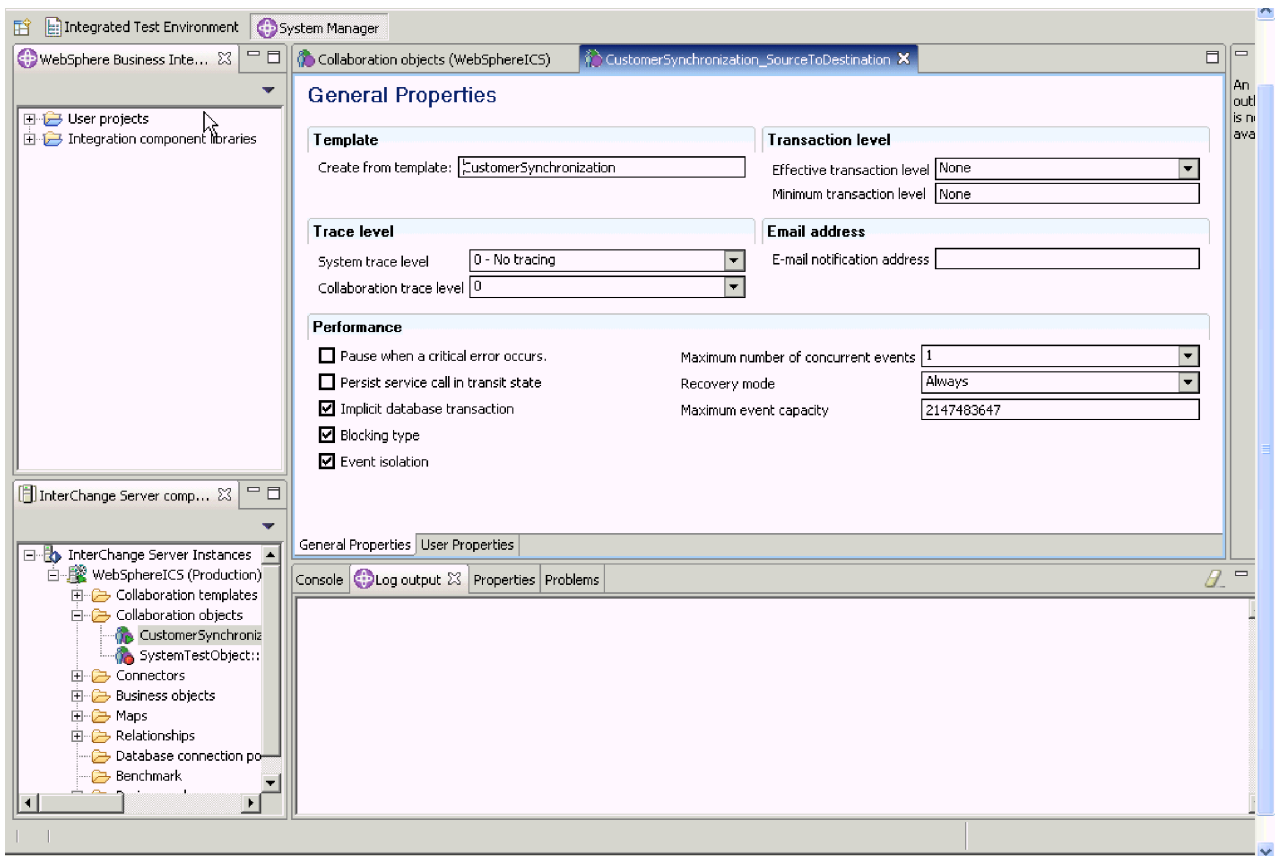 Integrated Test Environment
System Manager
WebSphere Business Inte...
User projects
Integration component libraries
Collaboration objects (WebSphereICS)
CustomerSynchronization_SourceToDestination
General Properties
Template
Create from template: CustomerSynchronization
Transaction level
Effective transaction level None
Minimum transaction level None
Trace level
System trace level 0 - No tracing
Collaboration trace level 0
Email address
E-mail notification address
Performance
Pause when a critical error occurs.
Persist service call in transit state
Implicit database transaction
Blocking type
Event isolation
Maximum number of concurrent events 1
Recovery mode Always
Maximum event capacity 2147483647
General Properties User Properties
An
outl
is n
ava
InterChange Server comp...
InterChange Server Instances
WebSphereICS (Production)
Collaboration templates
Collaboration objects
CustomerSynchroniz
SystemTestObject::
Connectors
Business objects
Maps
Relationships
Database connection po
Benchmark
Console Log output Properties Problems